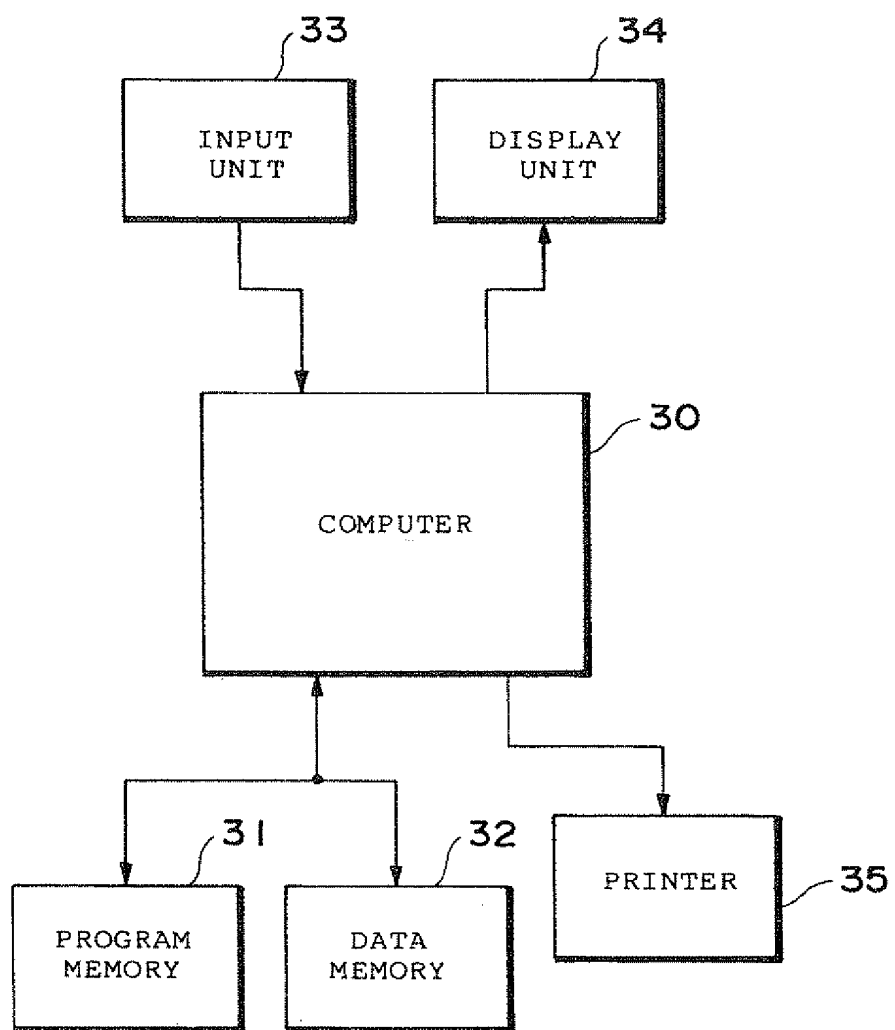 33
34
INPUT
UNIT
DISPLAY
UNIT
30
COMPUTER
31
32
PROGRAM
MEMORY
DATA
MEMORY
PRINTER
35